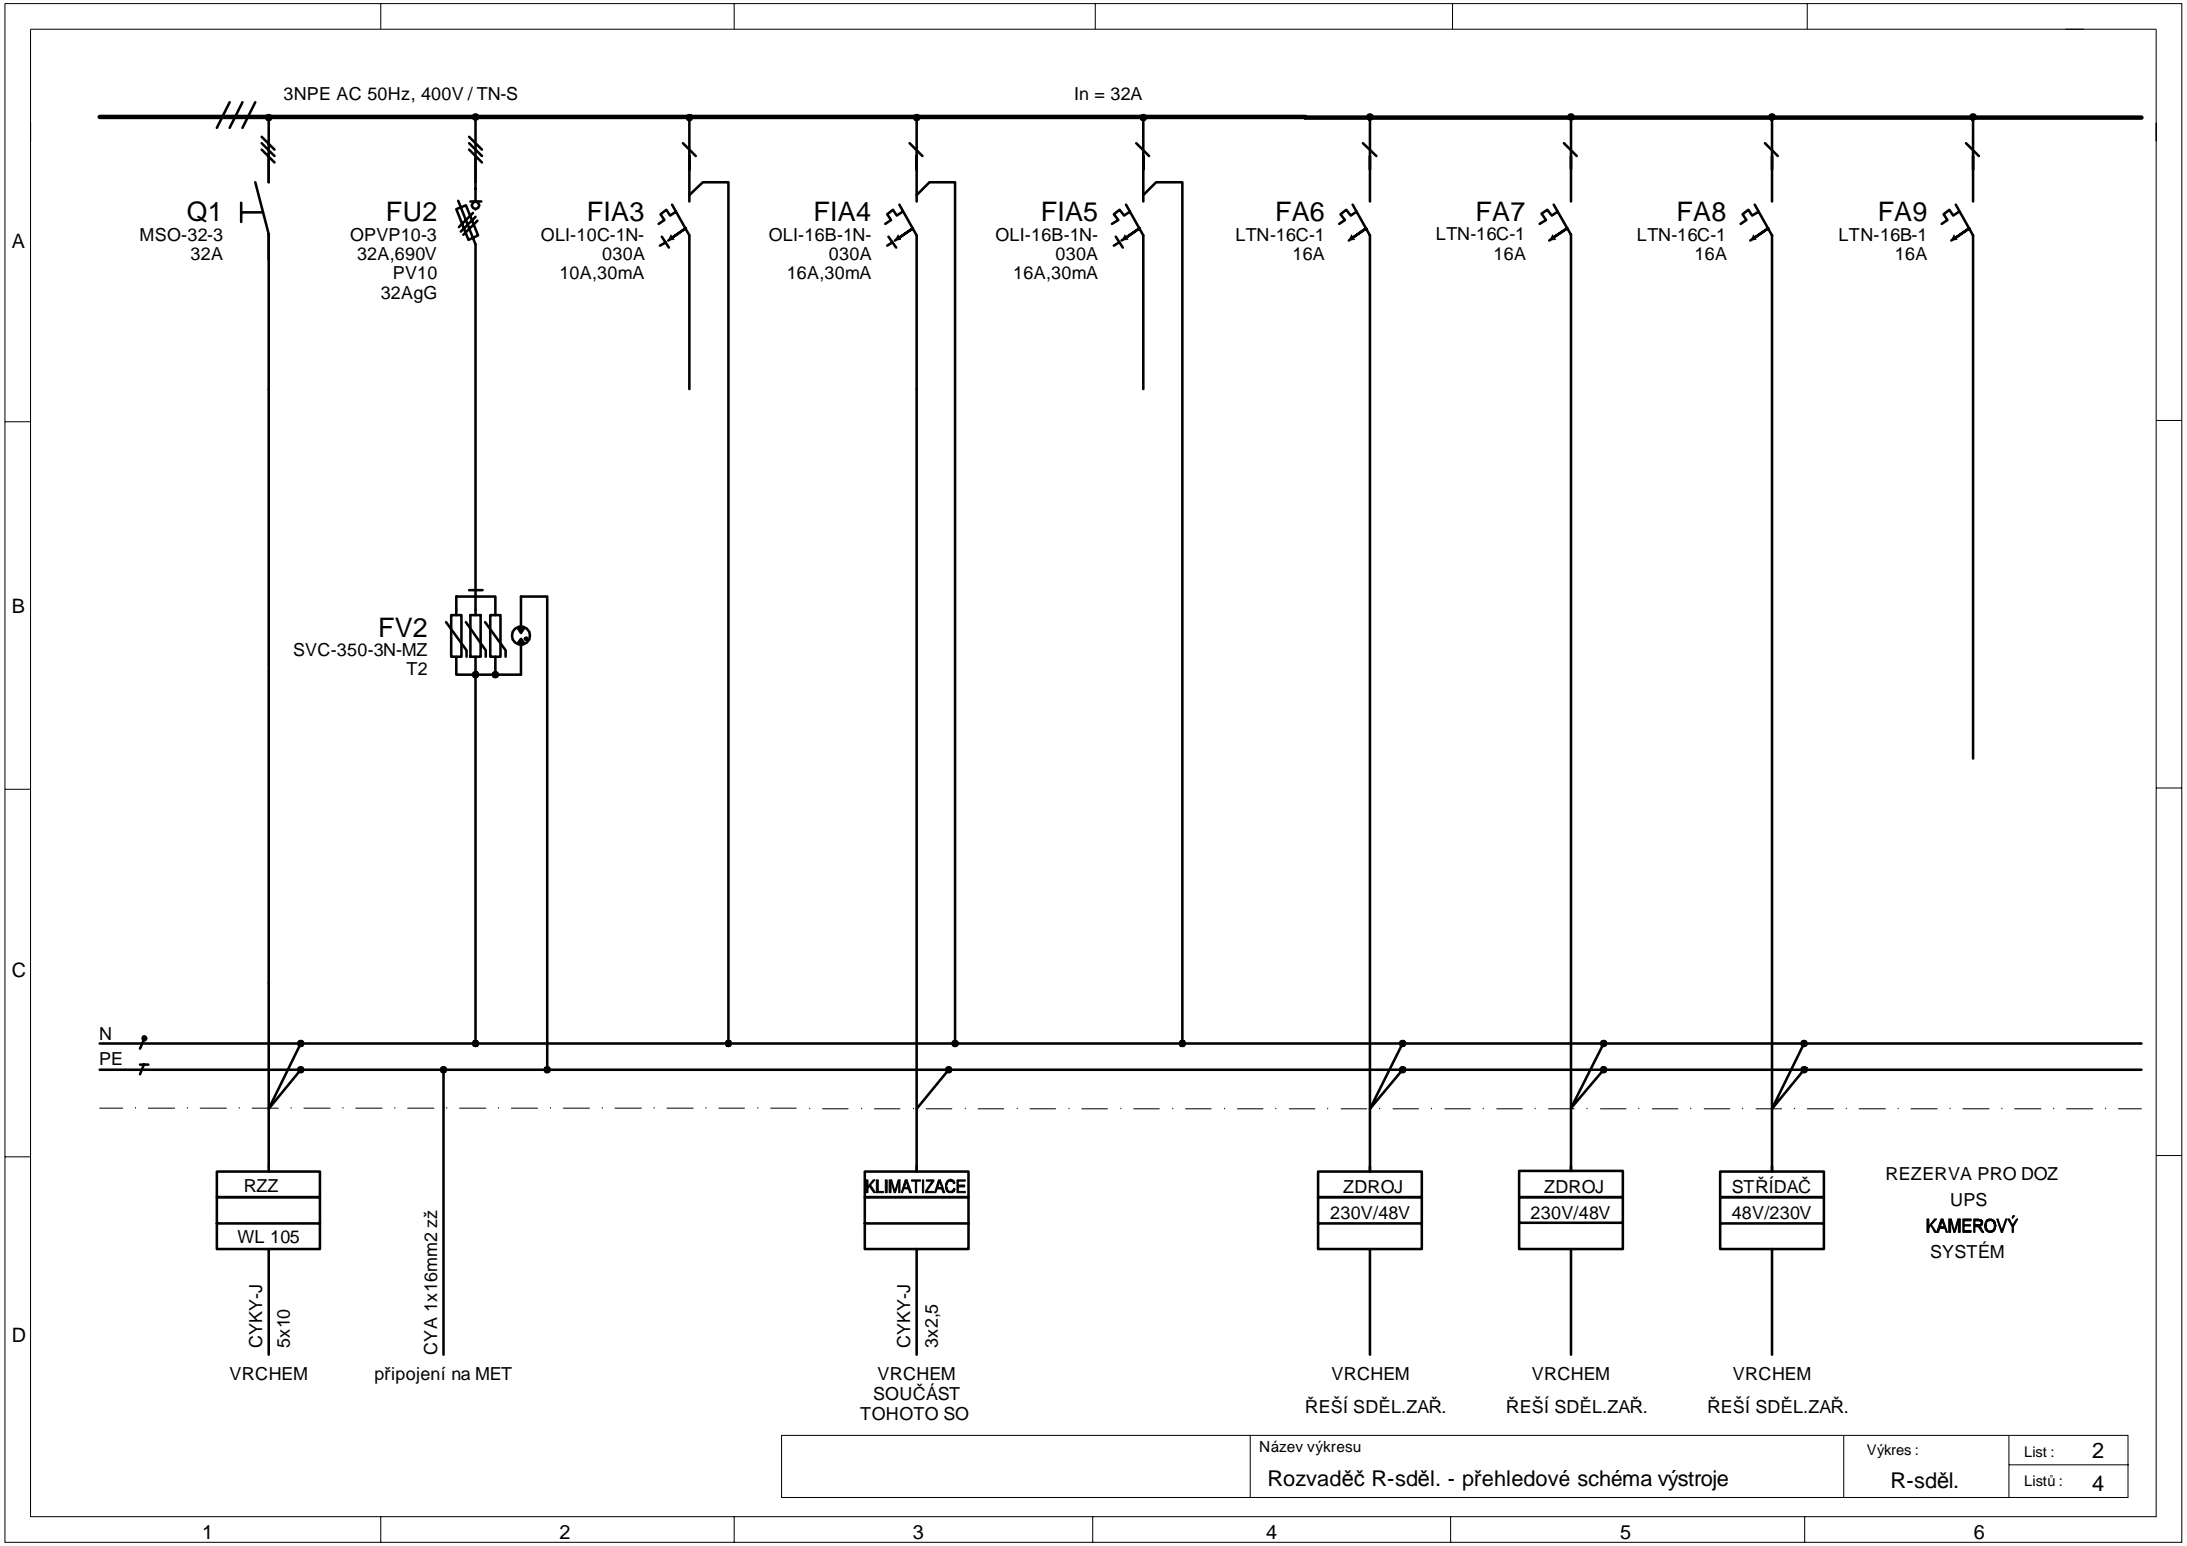 3NPE AC 50Hz, 400V / TN-S
In = 32A
A
Q1
MSO-32-3
32A
FU2
OPVP10-3
32A,690V
PV10
32AgG
FIA3
OLI-10C-1N-
030A
10A,30mA
FIA4
OLI-16B-1N-
030A
16A,30mA
FIA5
OLI-16B-1N-
030A
16A,30mA
FA6
LTN-16C-1
16A
FA7
LTN-16C-1
16A
FA8
LTN-16C-1
16A
FA9
LTN-16B-1
16A
B
FV2
SVC-350-3N-MZ
T2
C
N
PE
D
RZZ
WL 105
CYKY-J
5x10
VRCHEM
CYA 1x16mm2 zž
připojení na MET
KLIMATIZACE
CYKY-J
3x2,5
VRCHEM
SOUČÁST
TOHOTO SO
ZDROJ
230V/48V
VRCHEM
ŘEŠÍ SDĚL.ZAŘ.
ZDROJ
230V/48V
VRCHEM
ŘEŠÍ SDĚL.ZAŘ.
STŘÍDAČ
48V/230V
VRCHEM
ŘEŠÍ SDĚL.ZAŘ.
REZERVA PRO DOZ
UPS
KAMEROVÝ
SYSTÉM
Název výkresu
Rozvaděč R-sděl. - přehledové schéma výstroje
Výkres :
R-sděl.
List : 2
Listů : 4
1
2
3
4
5
6